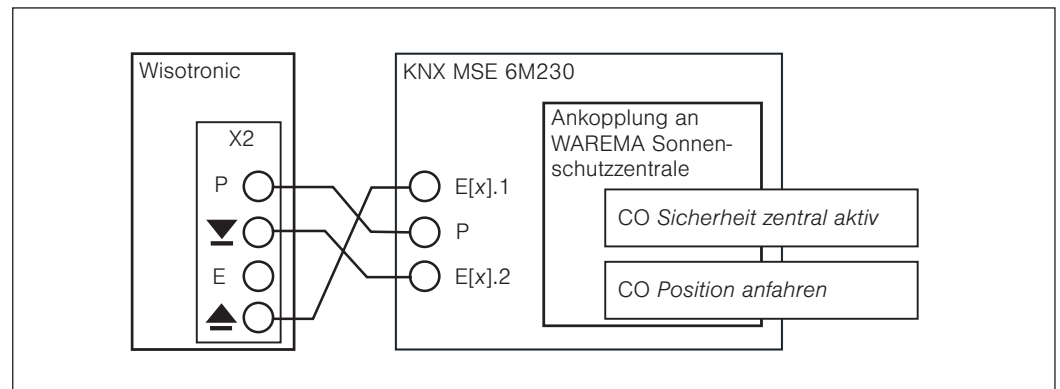 Wisotronic
X2
P
E
KNX MSE 6M230
E[x].1
P
E[x].2
Ankopplung an
WAREMA Sonnen-
schutzzentrale
CO Sicherheit zentral aktiv
CO Position anfahren